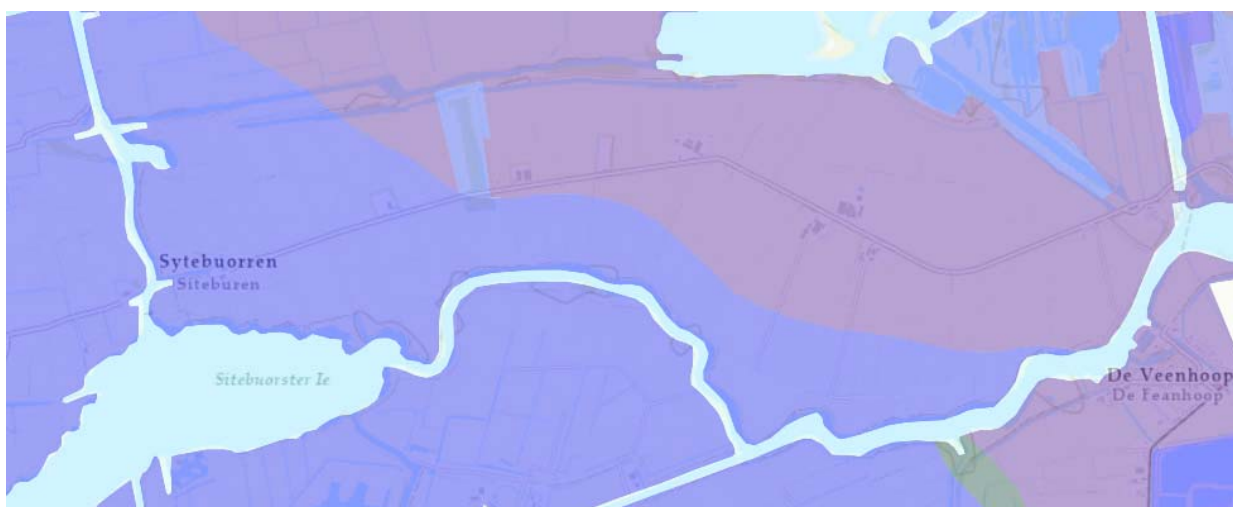 Sytebuorren
Siteburen
Sitebuorster Ie
De Veenhoop
De Feanhoop